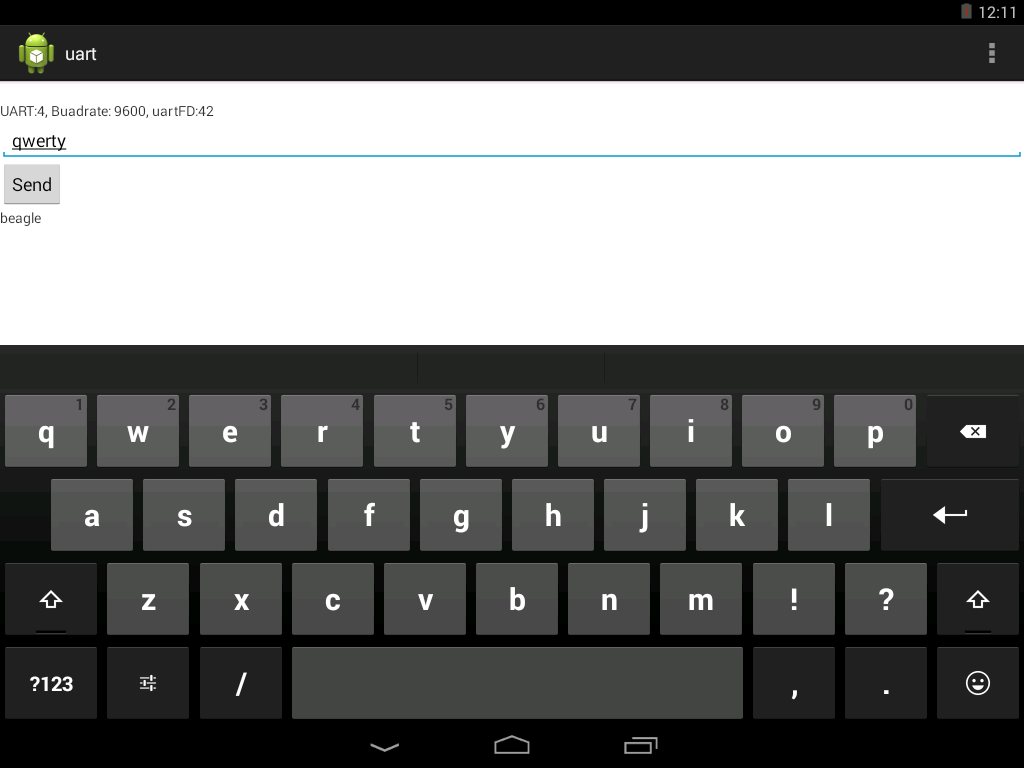 12:11
uart
UART:4, Buadrate: 9600, uartFD:42
qwerty
Send
beagle
1 2 3 4 5 6 7 8 9 0
q w e r t y u i o p
a s d f g h j k l
z x c v b n m ! ?
?123 / , .